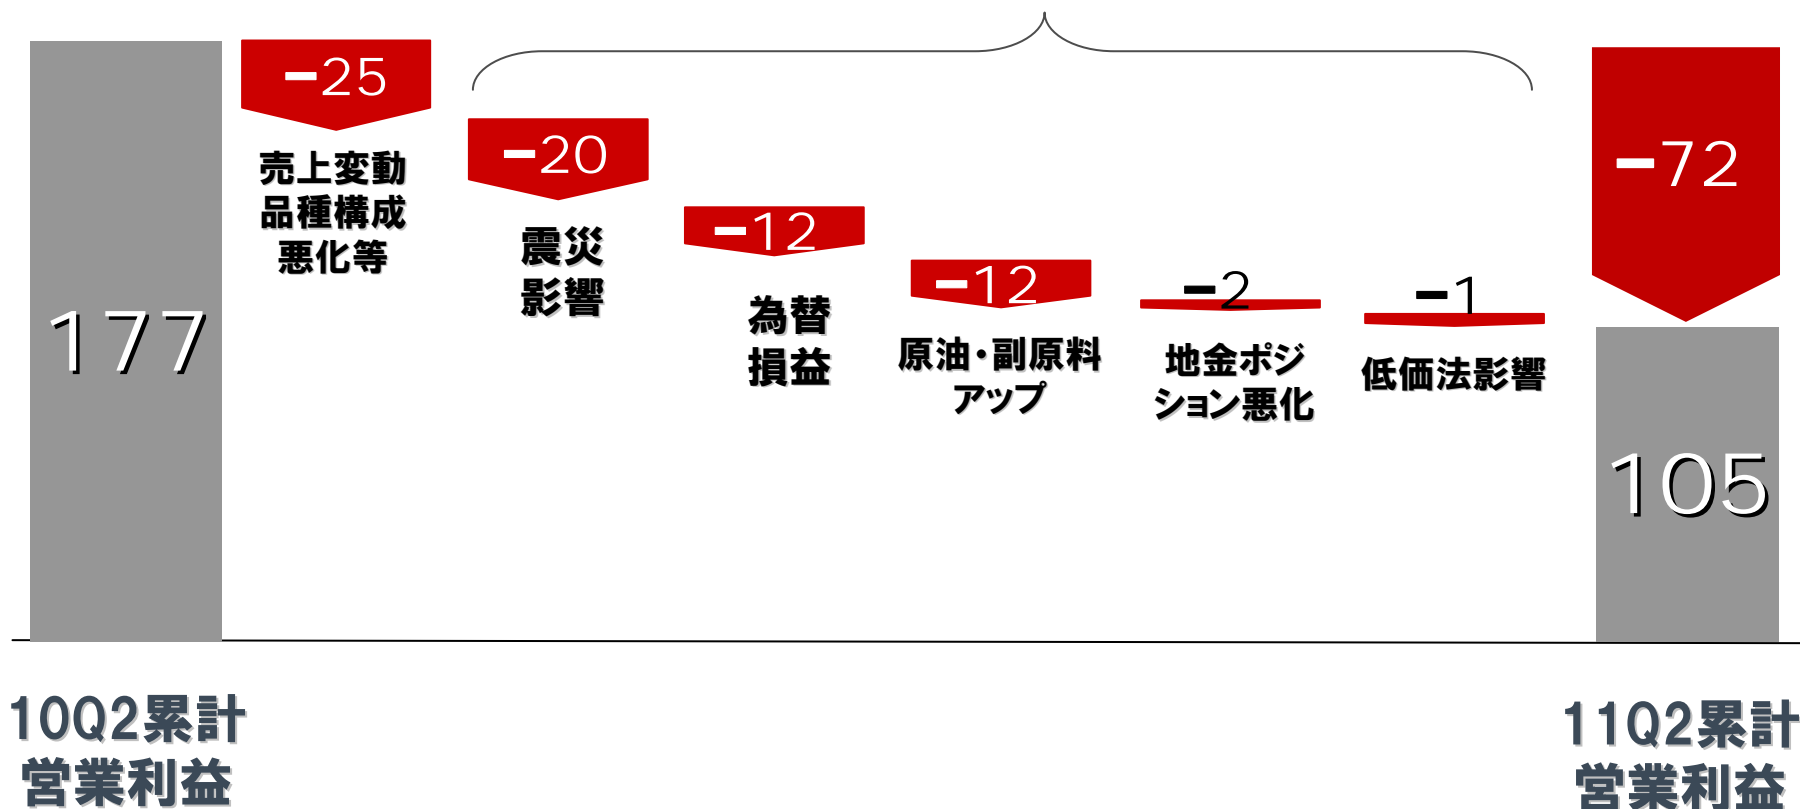 177
-25
売上変動
品種構成
悪化等
-20
震災
影響
-12
為替
損益
-12
原油・副原料
アップ
-2
地金ポジ
ション悪化
-1
低価法影響
-72
105
10Q2累計
営業利益
11Q2累計
営業利益